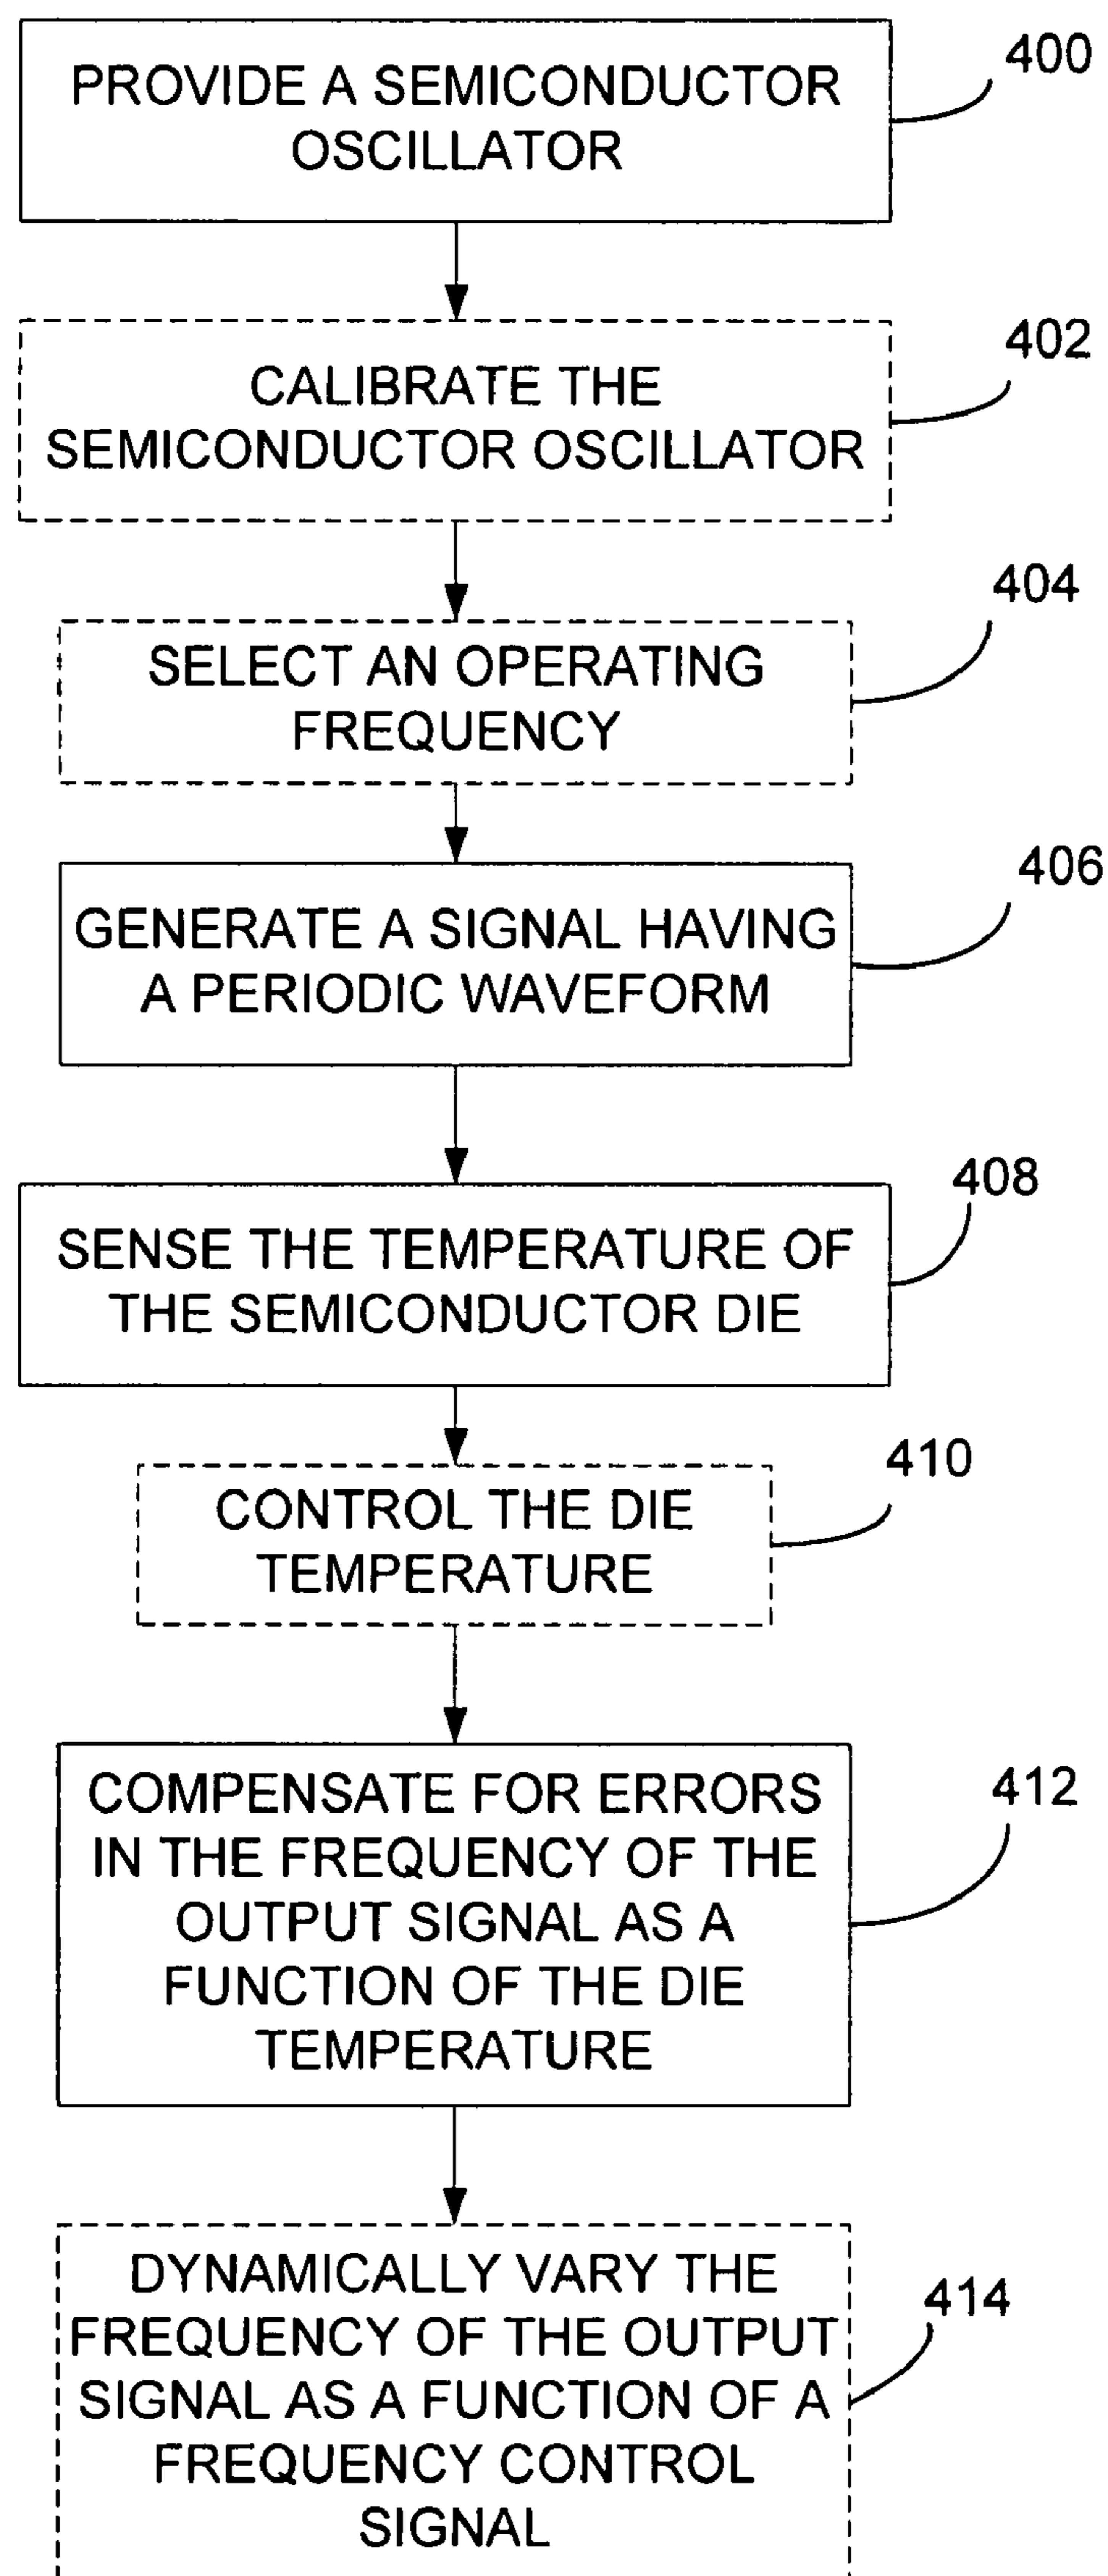 400
PROVIDE A SEMICONDUCTOR
OSCILLATOR
402
CALIBRATE THE
SEMICONDUCTOR OSCILLATOR
404
SELECT AN OPERATING
FREQUENCY
406
GENERATE A SIGNAL HAVING
A PERIODIC WAVEFORM
408
SENSE THE TEMPERATURE OF
THE SEMICONDUCTOR DIE
410
CONTROL THE DIE
TEMPERATURE
412
COMPENSATE FOR ERRORS
IN THE FREQUENCY OF THE
OUTPUT SIGNAL AS A
FUNCTION OF THE DIE
TEMPERATURE
414
DYNAMICALLY VARY THE
FREQUENCY OF THE OUTPUT
SIGNAL AS A FUNCTION OF A
FREQUENCY CONTROL
SIGNAL